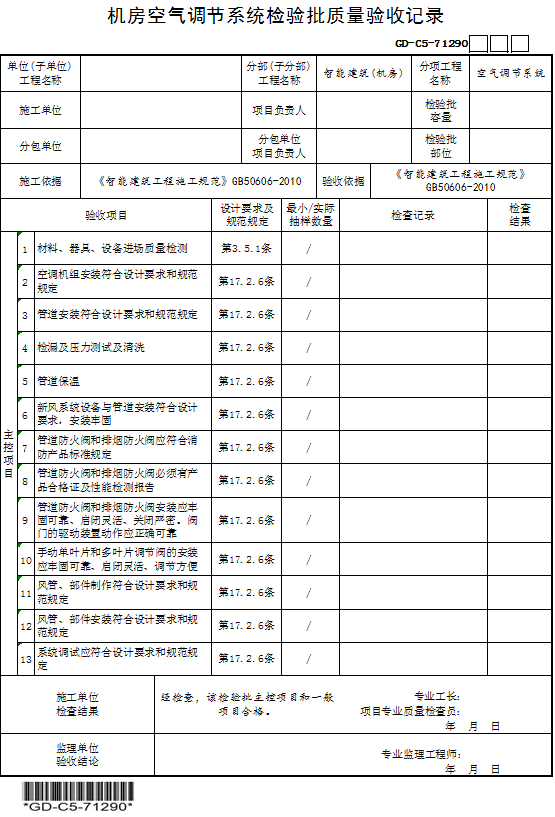 机房空气调节系统检验批质量验收记录
GD-C5-71290
单位(子单位)
工程名称
分部(子分部)
工程名称
智能建筑(机房)
分项工程
名称
空气调节系统
施工单位
项目负责人
检验批
容量
分包单位
分包单位
项目负责人
检验批
部位
施工依据
《智能建筑工程施工规范》GB50606-2010
验收依据
《智能建筑工程施工规范》
GB50606-2010
验收项目
设计要求及
规范规定
最小/实际
抽样数量
检查记录
检查
结果
主控项目
1 材料、器具、设备进场质量检测 第3.5.1条 /
2 空调机组安装符合设计要求和规范
规定 第17.2.6条 /
3 管道安装符合设计要求和规范规定 第17.2.6条 /
4 检漏及压力测试及清洗 第17.2.6条 /
5 管道保温 第17.2.6条 /
6 新风系统设备与管道安装符合设计
要求，安装牢固 第17.2.6条 /
7 管道防火阀和排烟防火阀应符合消
防产品标准规定 第17.2.6条 /
8 管道防火阀和排烟防火阀必须有产
品合格证及性能检测报告 第17.2.6条 /
9 管道防火阀和排烟防火阀安装应牢
固可靠、启闭灵活、关闭严密。阀
门的驱动装置动作应正确可靠 第17.2.6条 /
10 手动单叶片和多叶片调节阀的安装
应牢固可靠、启闭灵活、调节方便 第17.2.6条 /
11 风管、部件制作符合设计要求和规
范规定 第17.2.6条 /
12 风管、部件安装符合设计要求和规
范规定 第17.2.6条 /
13 系统调试应符合设计要求和规范规
定 第17.2.6条 /
施工单位
检查结果
经检查，该检验批主控项目和一般
项目合格。
专业工长:
项目专业质量检查员:
年 月 日
监理单位
验收结论
专业监理工程师:
年 月 日
*GD-C5-71290*